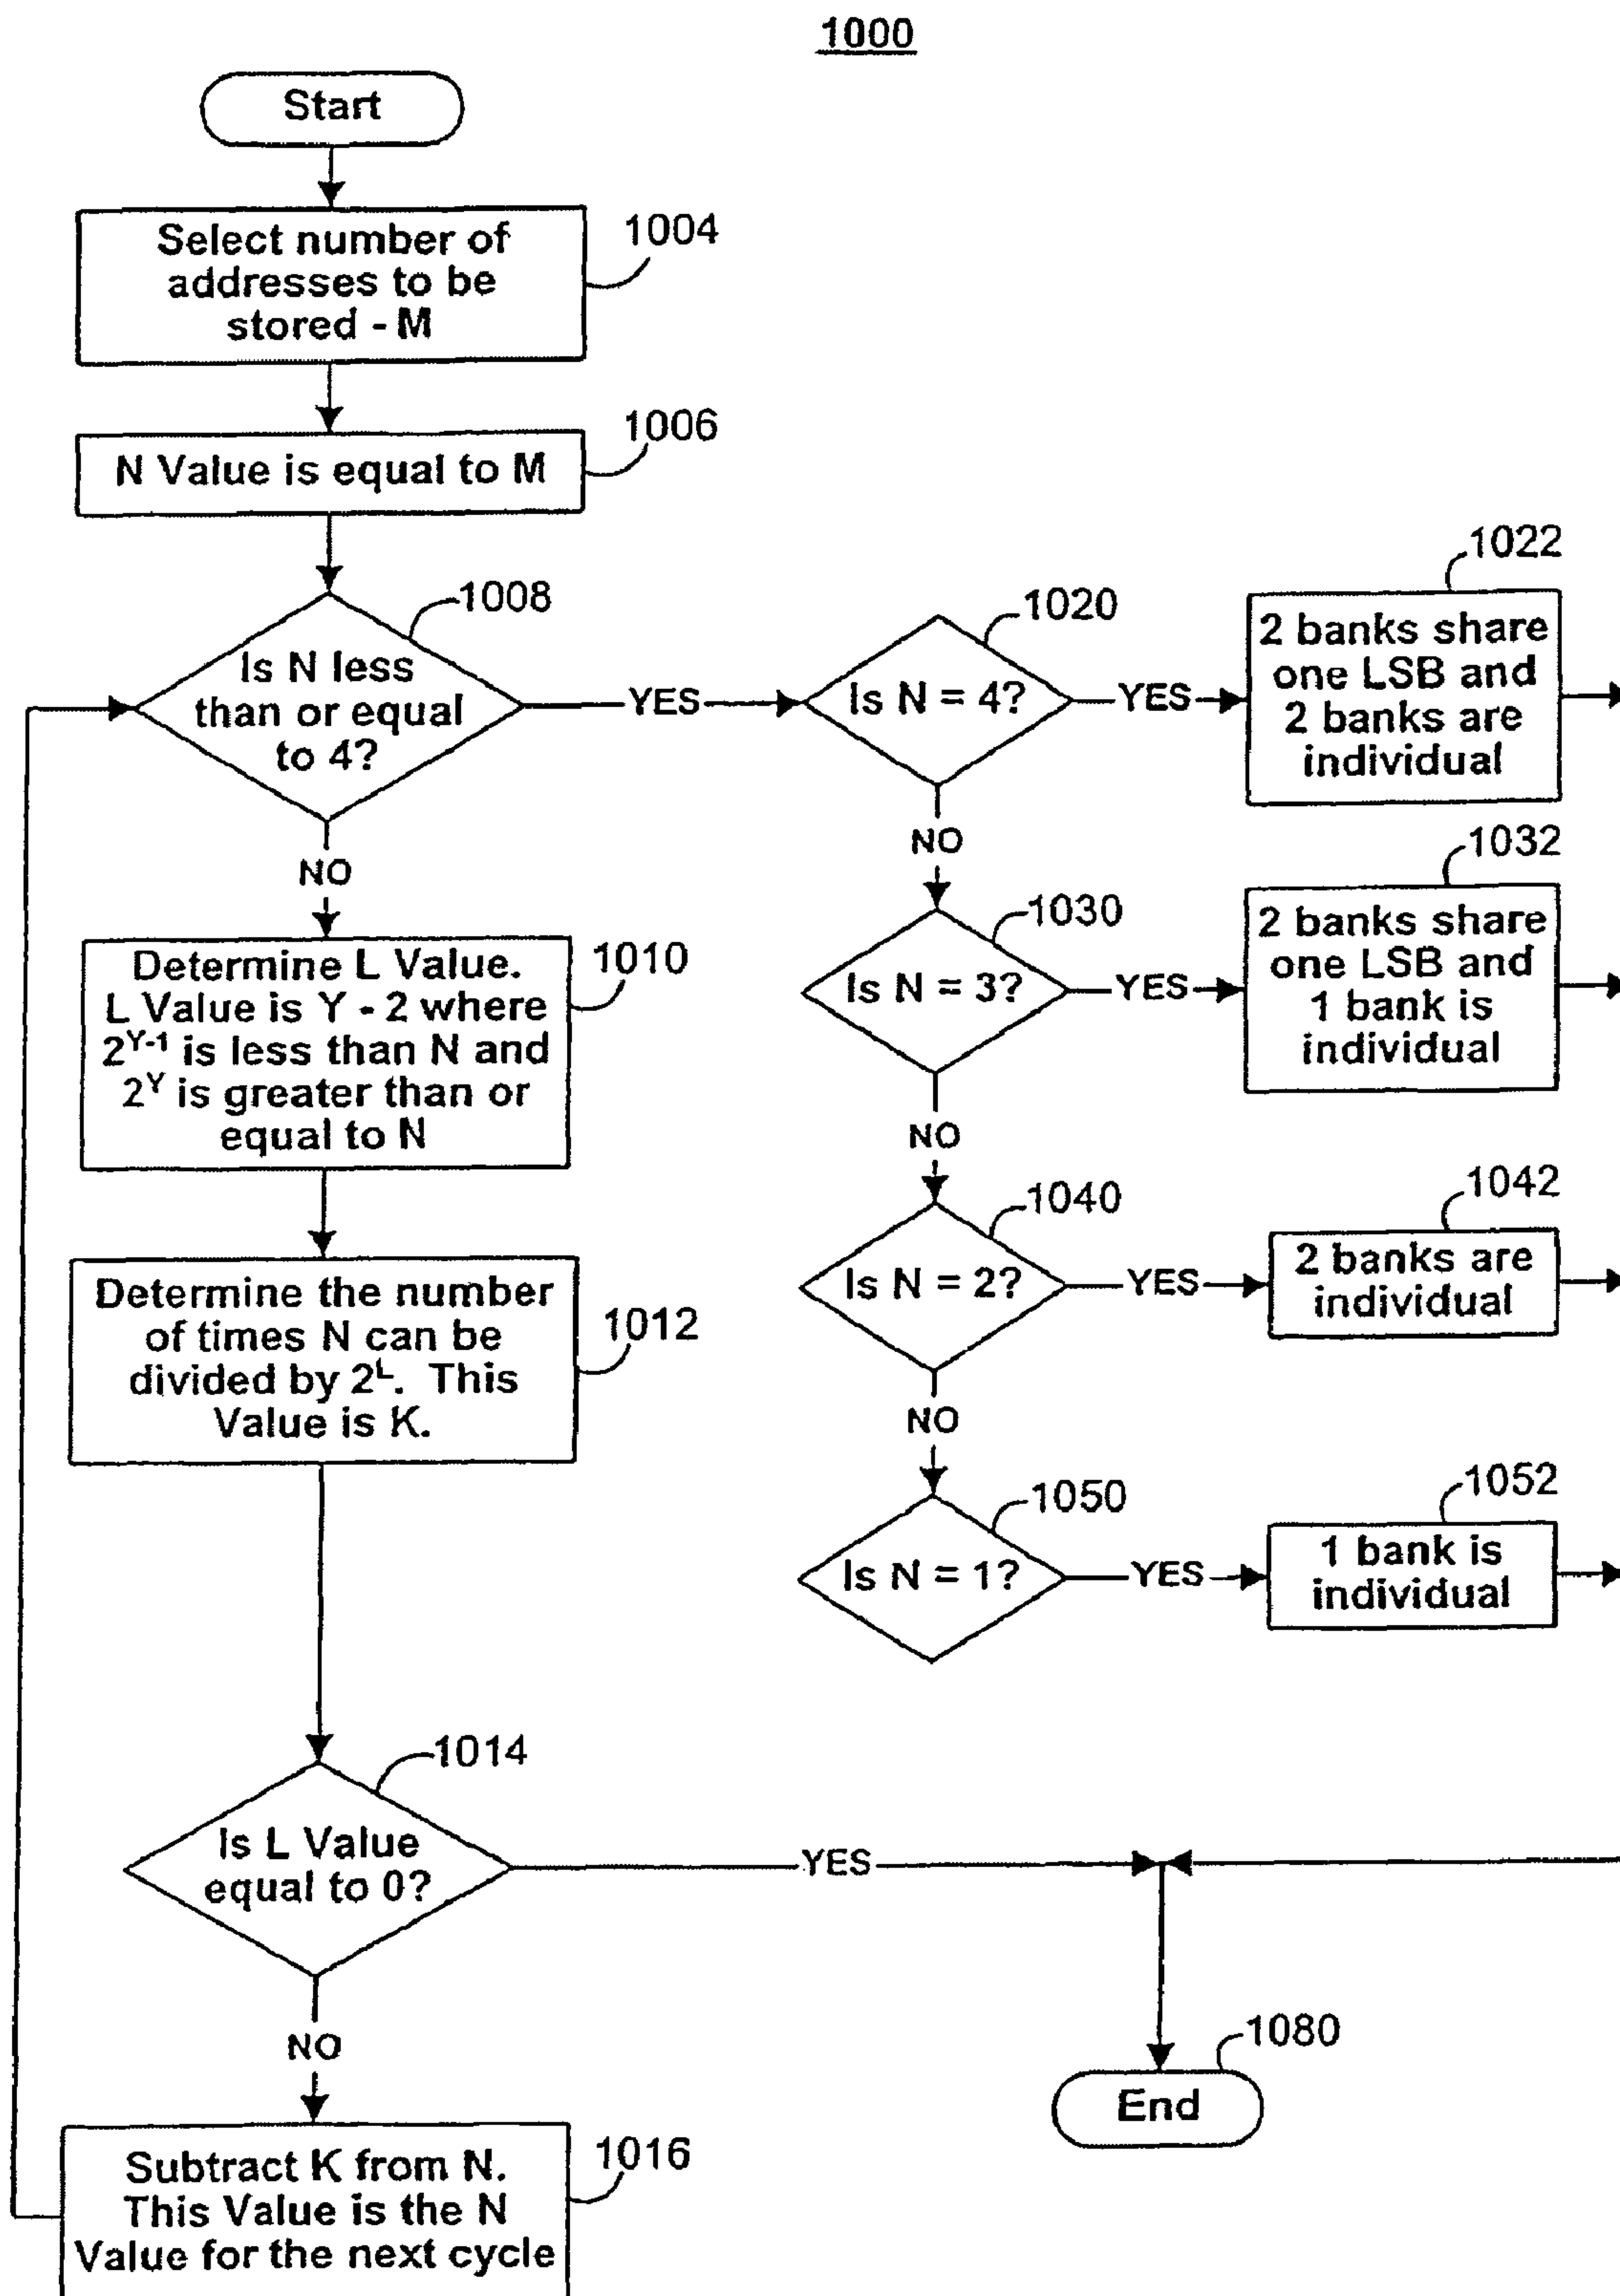 1000
Start
Select number of
addresses to be
stored - M
1004
N Value is equal to M
1006
Is N less
than or equal
to 4?
1008
YES
NO
Is N = 4?
1020
YES
NO
2 banks share
one LSB and
2 banks are
individual
1022
Determine L Value.
L Value is Y - 2 where
2^Y-1 is less than N and
2^Y is greater than or
equal to N
1010
Is N = 3?
1030
YES
NO
2 banks share
one LSB and
1 bank is
individual
1032
Determine the number
of times N can be
divided by 2^L. This
Value is K.
1012
Is N = 2?
1040
YES
NO
2 banks are
individual
1042
Is N = 1?
1050
YES
1 bank is
individual
1052
Is L Value
equal to 0?
1014
YES
NO
Subtract K from N.
This Value is the N
Value for the next cycle
1016
End
1080